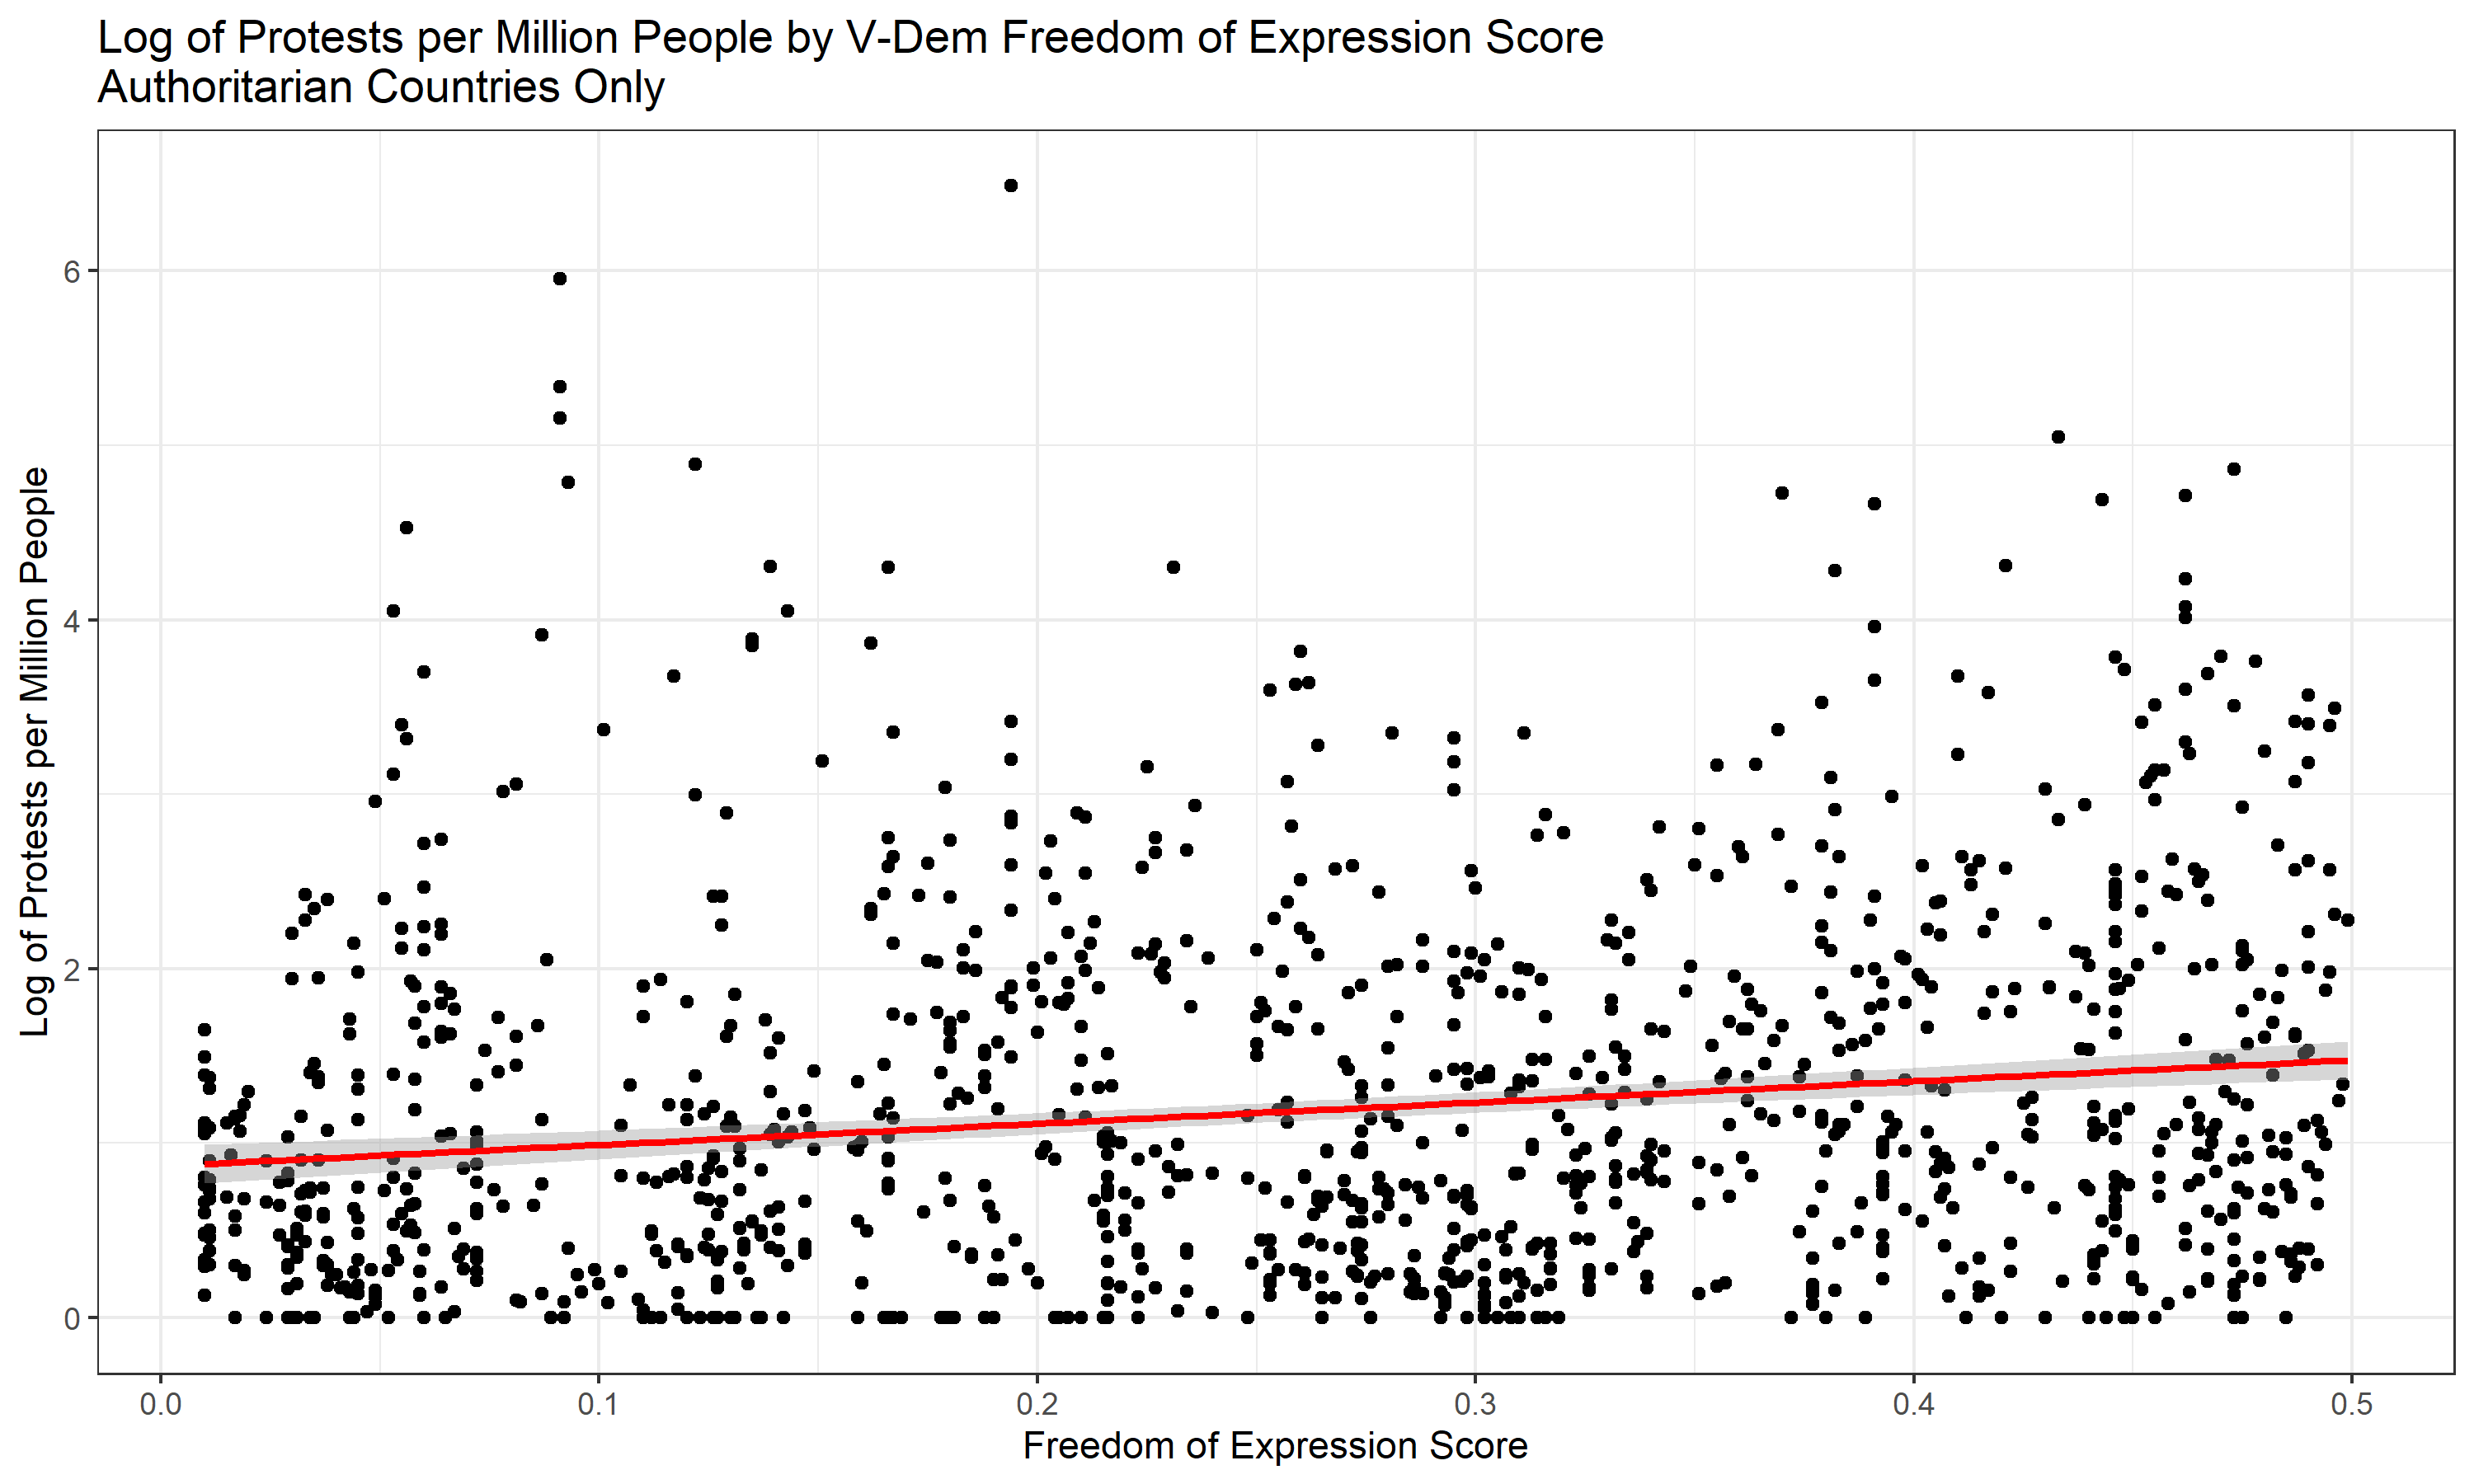 Log of Protests per Million People by V-Dem Freedom of Expression Score
Authoritarian Countries Only
Log of Protests per Million People
6
4
2
0
0.0
0.1
0.2
0.3
0.4
0.5
Freedom of Expression Score